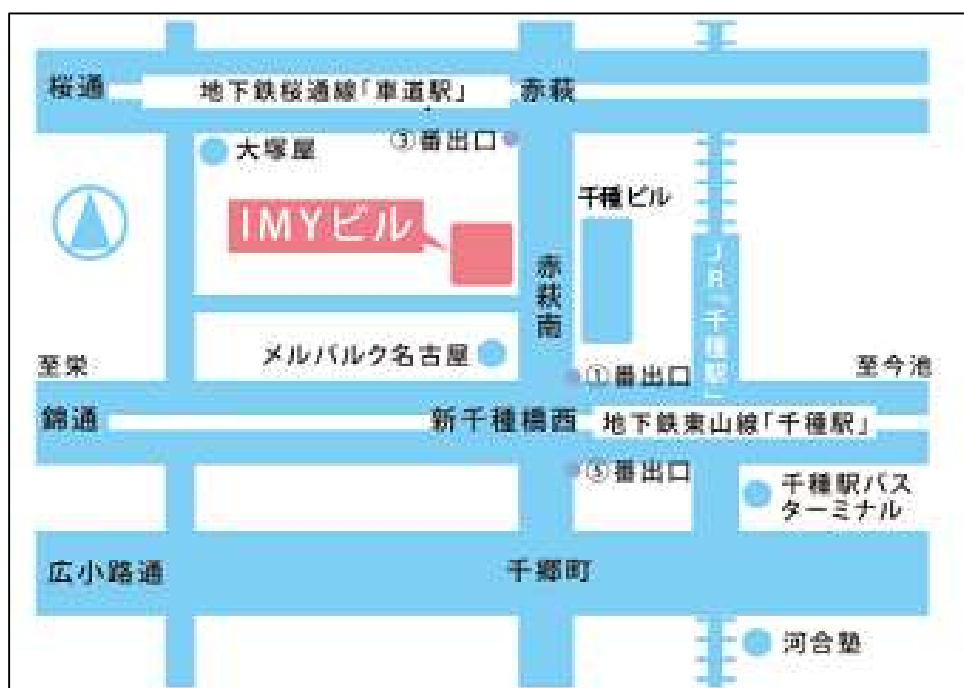 桜通
地下鉄桜通線「車道駅」
赤萩
③番出口
大塚屋
千種ビル
IMYビル
赤萩南
JR「千種駅」
メルパルク名古屋
至栄
①番出口
至今池
錦通
新千種橋西
地下鉄東山線「千種駅」
⑤番出口
千種駅バス
ターミナル
広小路通
千郷町
河合塾